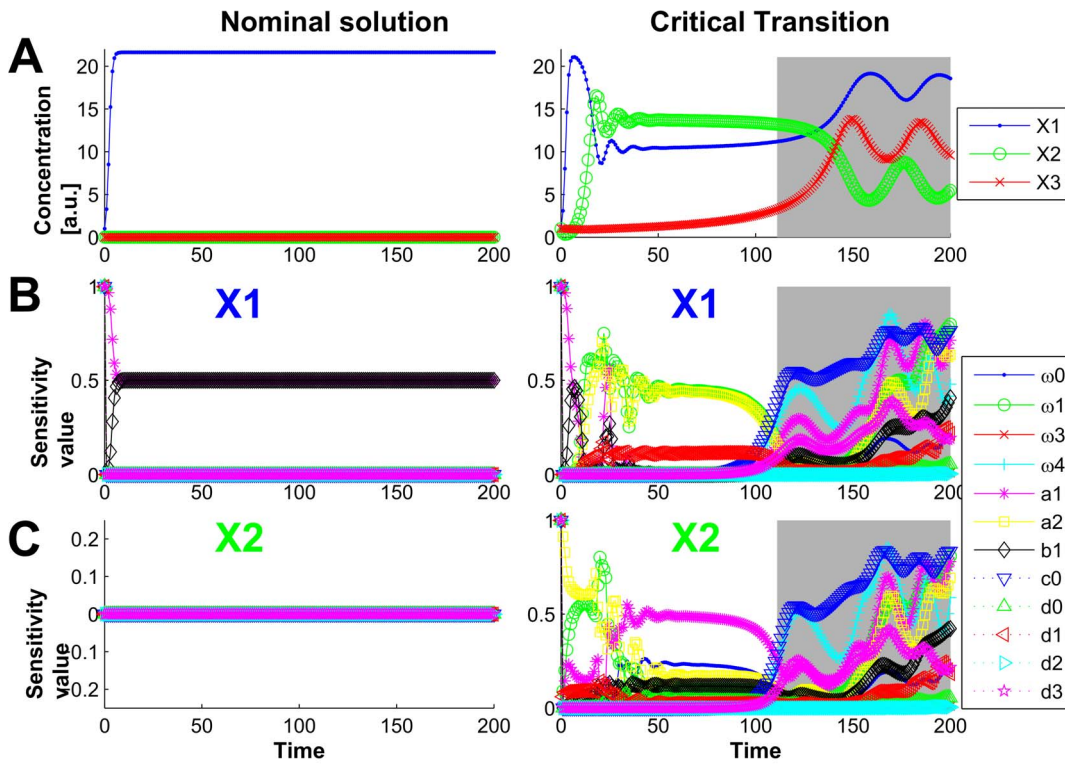 Nominal solution
Critical Transition
A
Concentration
[a.u.]
20
15
10
5
0
0
50
100
150
200
20
15
10
5
0
0
50
100
150
200
X1
X2
X3
B
X1
Sensitivity
value
1
0.5
0
0
50
100
150
200
X1
1
0.5
0
0
50
100
150
200
C
X2
Sensitivity
value
0.2
0.1
0
-0.1
-0.2
0
50
100
150
200
Time
X2
1
0.5
0
0
50
100
150
200
Time
ω0
ω1
ω3
ω4
a1
a2
b1
c0
d0
d1
d2
d3